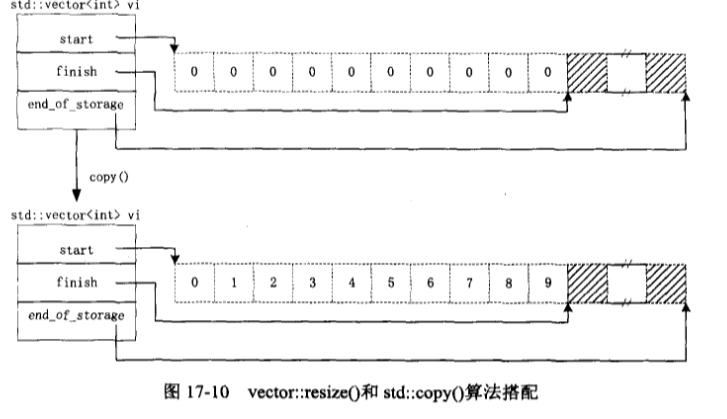 std::vector<int> vi
start
finish
end_of_storage
0 0 0 0 0 0 0 0 0 0
copy()
std::vector<int> vi
start
finish
end_of_storage
0 1 2 3 4 5 6 7 8 9
图 17-10 vector::resize()和 std::copy()算法搭配